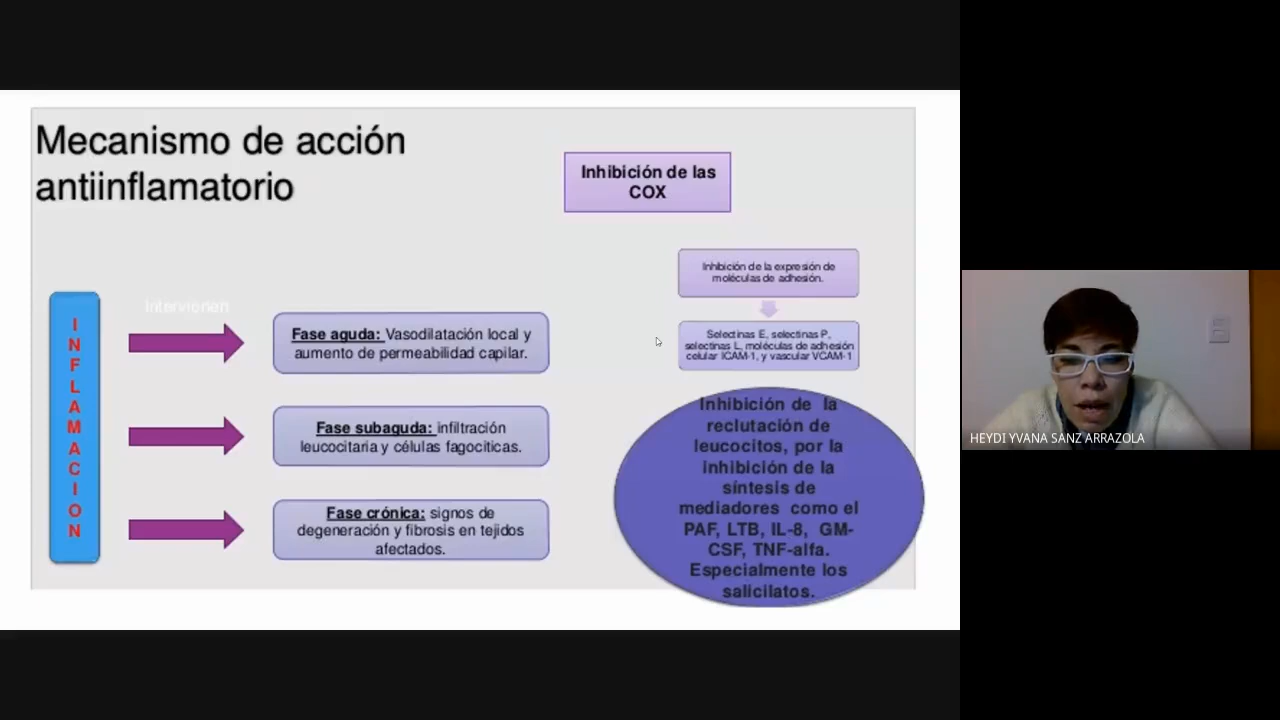 Mecanismo de acción
antiinflamatorio
Inhibición de las
COX
Inhibición de la expresión de
moléculas de adhesión.
Selectinas E, selectinas P,
selectinas L, moléculas de adhesión
celular ICAM-1, y vascular VCAM-1
Intervienen
INFLAMACION
Fase aguda: Vasodilatación local y
aumento de permeabilidad capilar.
Fase subaguda: infiltración
leucocitaria y células fagociticas.
Fase crónica: signos de
degeneración y fibrosis en tejidos
afectados.
Inhibición de la
reclutación de
leucocitos, por la
inhibición de la
síntesis de
mediadores como el
PAF, LTB, IL-8, GM-
CSF, TNF-alfa.
Especialmente los
salicilatos.
HEYDI YVANA SANZ ARRAZOLA